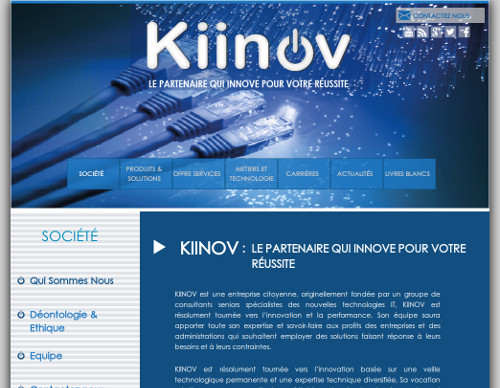 CONTACTEZ NOUS
Kiinov
LE PARTENAIRE QUI INNOVE POUR VOTRE RÉUSSITE
SOCIÉTÉ
PRODUITS &
SOLUTIONS
OFFRE SERVICES
MÉTIERS ET
TECHNOLOGIE
CARRIÈRES
ACTUALITÉS
LIVRES BLANCS
SOCIÉTÉ
Qui Sommes Nous
Déontologie &
Ethique
Equipe
KIINOV : LE PARTENAIRE QUI INNOVE POUR VOTRE
RÉUSSITE
KIINOV est une entreprise citoyenne, originellement fondée par un groupe de
consultants seniors spécialistes des nouvelles technologies IT, KIINOV est
résolument tournée vers l'innovation et la performance. Son équipe saura
apporter toute son expertise et savoir-faire aux profits des entreprises et des
administrations qui souhaitent employer des solutions faisant réponse à leurs
besoins et à leurs contraintes.
KIINOV est résolument tournée vers l'innovation basée sur une veille
technologique permanente et une expertise technique diversifiée. Sa vocation